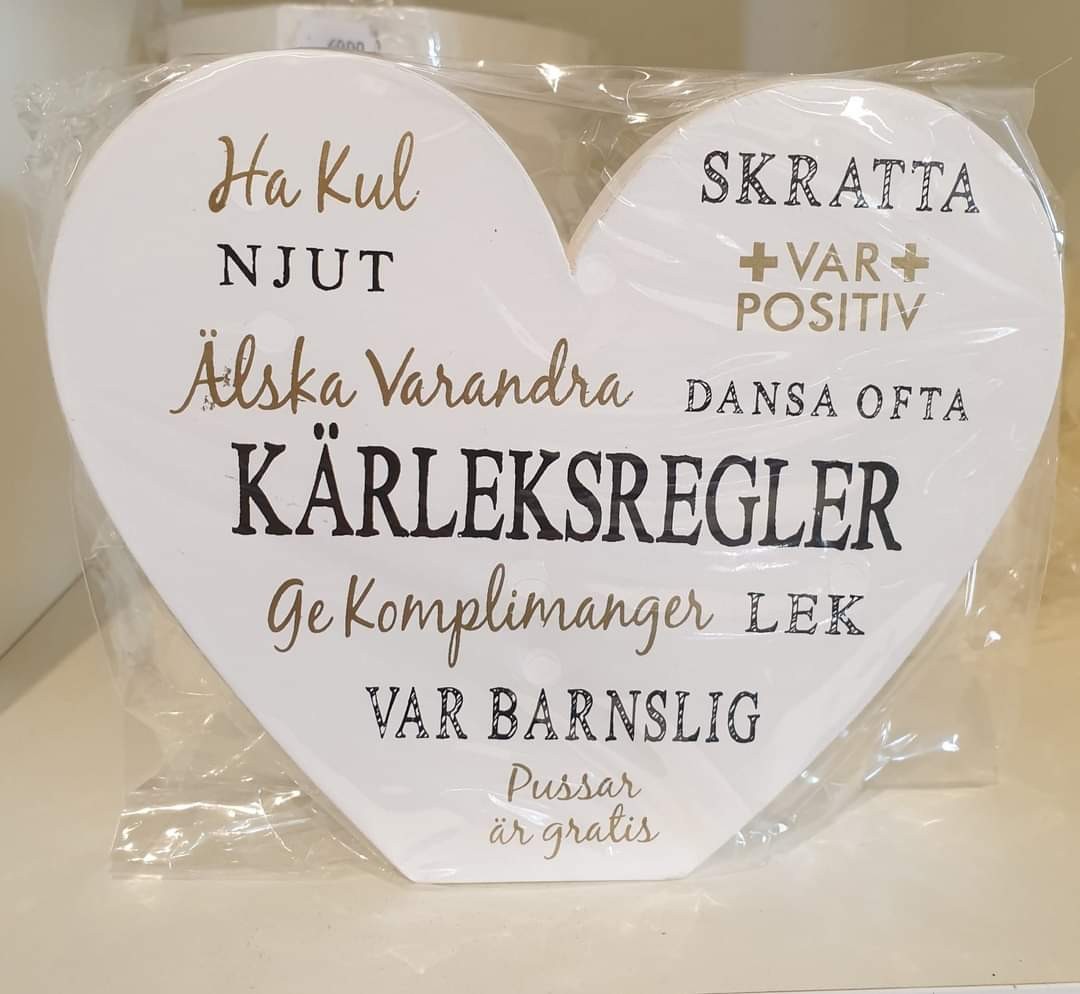 Ha Kul
NJUT
SKRATTA
+VAR+
POSITIV
Älska Varandra
DANSA OFTA
KÄRLEKSREGLER
Ge Komplimanger
LEK
VAR BARNSLIG
Pussar
är gratis